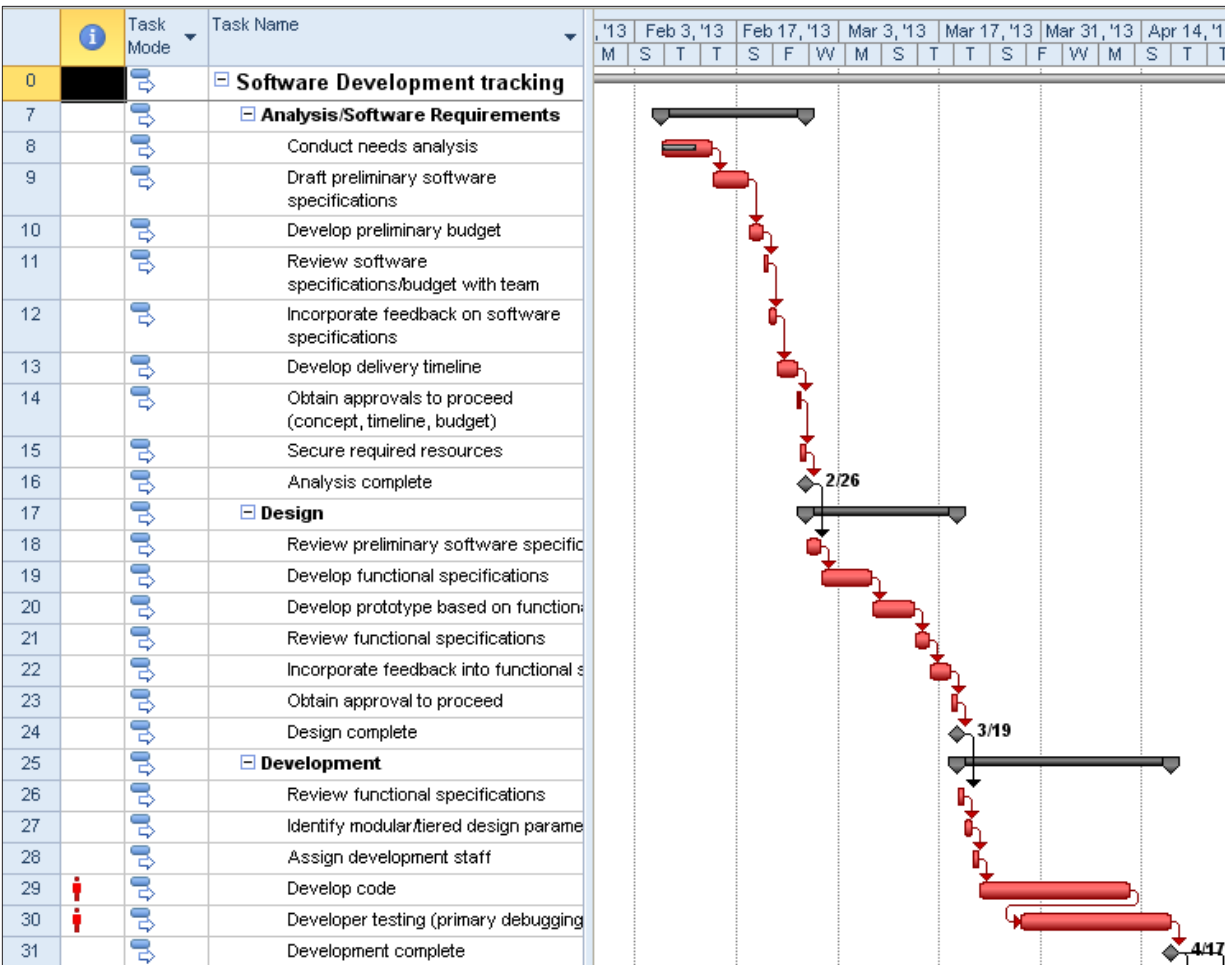 Task Mode
Task Name
, '13 Feb 3, '13 Feb 17, '13 Mar 3, '13 Mar 17, '13 Mar 31, '13 Apr 14, '1
M S T T S F W M S T T S F W M S T T
0 Software Development tracking
7 Analysis/Software Requirements
8 Conduct needs analysis
9 Draft preliminary software
specifications
10 Develop preliminary budget
11 Review software
specifications/budget with team
12 Incorporate feedback on software
specifications
13 Develop delivery timeline
14 Obtain approvals to proceed
(concept, timeline, budget)
15 Secure required resources
16 Analysis complete 2/26
17 Design
18 Review preliminary software specific
19 Develop functional specifications
20 Develop prototype based on function
21 Review functional specifications
22 Incorporate feedback into functional s
23 Obtain approval to proceed
24 Design complete 3/19
25 Development
26 Review functional specifications
27 Identify modular/tiered design parame
28 Assign development staff
29 Develop code
30 Developer testing (primary debugging
31 Development complete 4/17